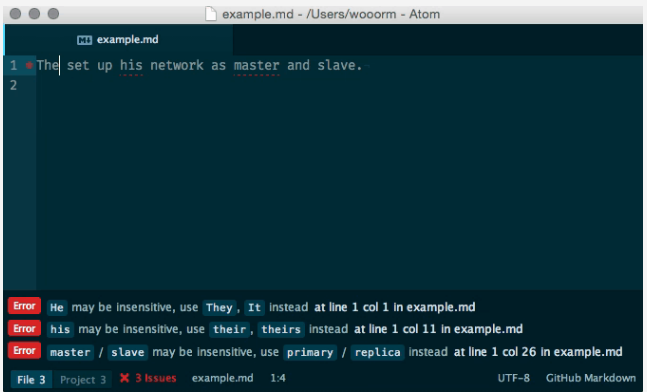 example.md - /Users/wooorm - Atom
example.md
1 The set up his network as master and slave.
2
Error He may be insensitive, use They, It instead at line 1 col 1 in example.md
Error his may be insensitive, use their, theirs instead at line 1 col 11 in example.md
Error master / slave may be insensitive, use primary / replica instead at line 1 col 26 in example.md
File 3 Project 3 ✖ 3 Issues example.md 1:4 UTF-8 GitHub Markdown